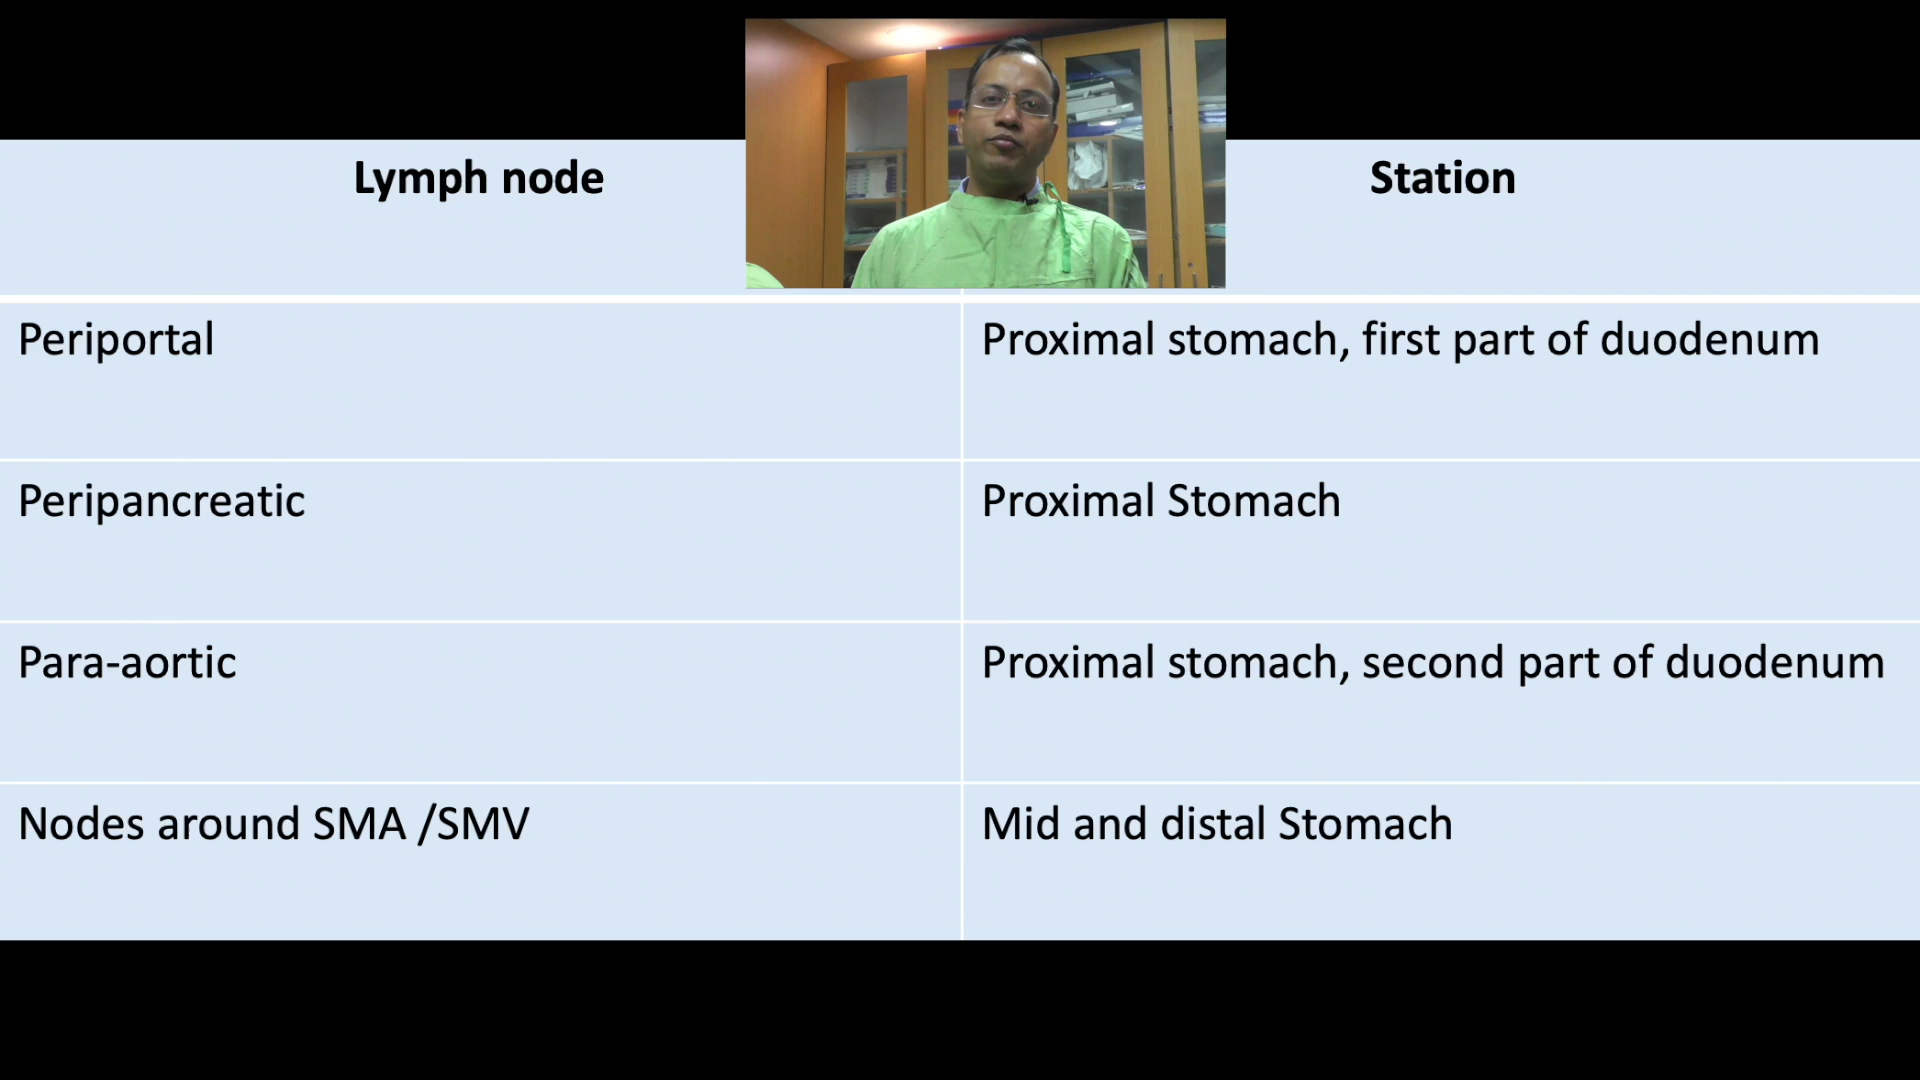 Lymph node
Station
Periportal
Proximal stomach, first part of duodenum
Peripancreatic
Proximal Stomach
Para-aortic
Proximal stomach, second part of duodenum
Nodes around SMA /SMV
Mid and distal Stomach